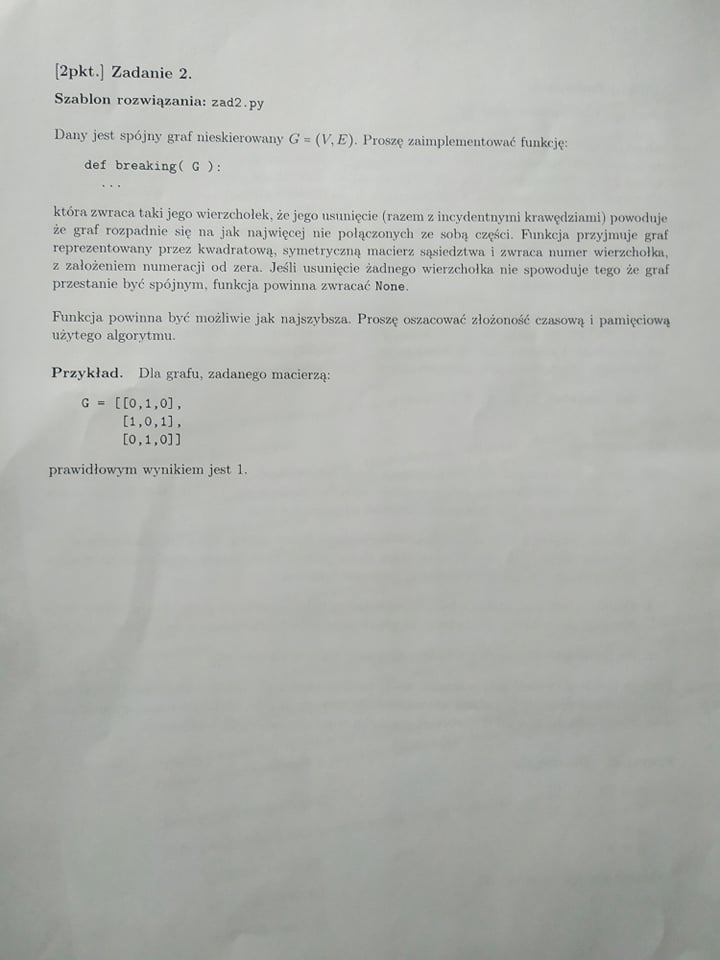 [2pkt.] Zadanie 2.
Szablon rozwiązania: zad2.py
Dany jest spójny graf nieskierowany G = (V, E). Proszę zaimplementować funkcję:
def breaking( G ):
...
która zwraca taki jego wierzchołek, że jego usunięcie (razem z incydentnymi krawędziami) powoduje
że graf rozpadnie się na jak najwięcej nie połączonych ze sobą części. Funkcja przyjmuje graf
reprezentowany przez kwadratową, symetryczną macierz sąsiedztwa i zwraca numer wierzchołka,
z założeniem numeracji od zera. Jeśli usunięcie żadnego wierzchołka nie spowoduje tego że graf
przestanie być spójnym, funkcja powinna zwracać None.
Funkcja powinna być możliwie jak najszybsza. Proszę oszacować złożoność czasową i pamięciową
użytego algorytmu.
Przykład. Dla grafu, zadanego macierzą:
G = [[0,1,0],
[1,0,1],
[0,1,0]]
prawidłowym wynikiem jest 1.